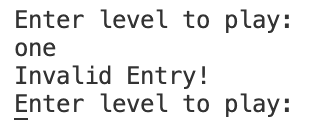 Enter level to play:
one
Invalid Entry!
Enter level to play: